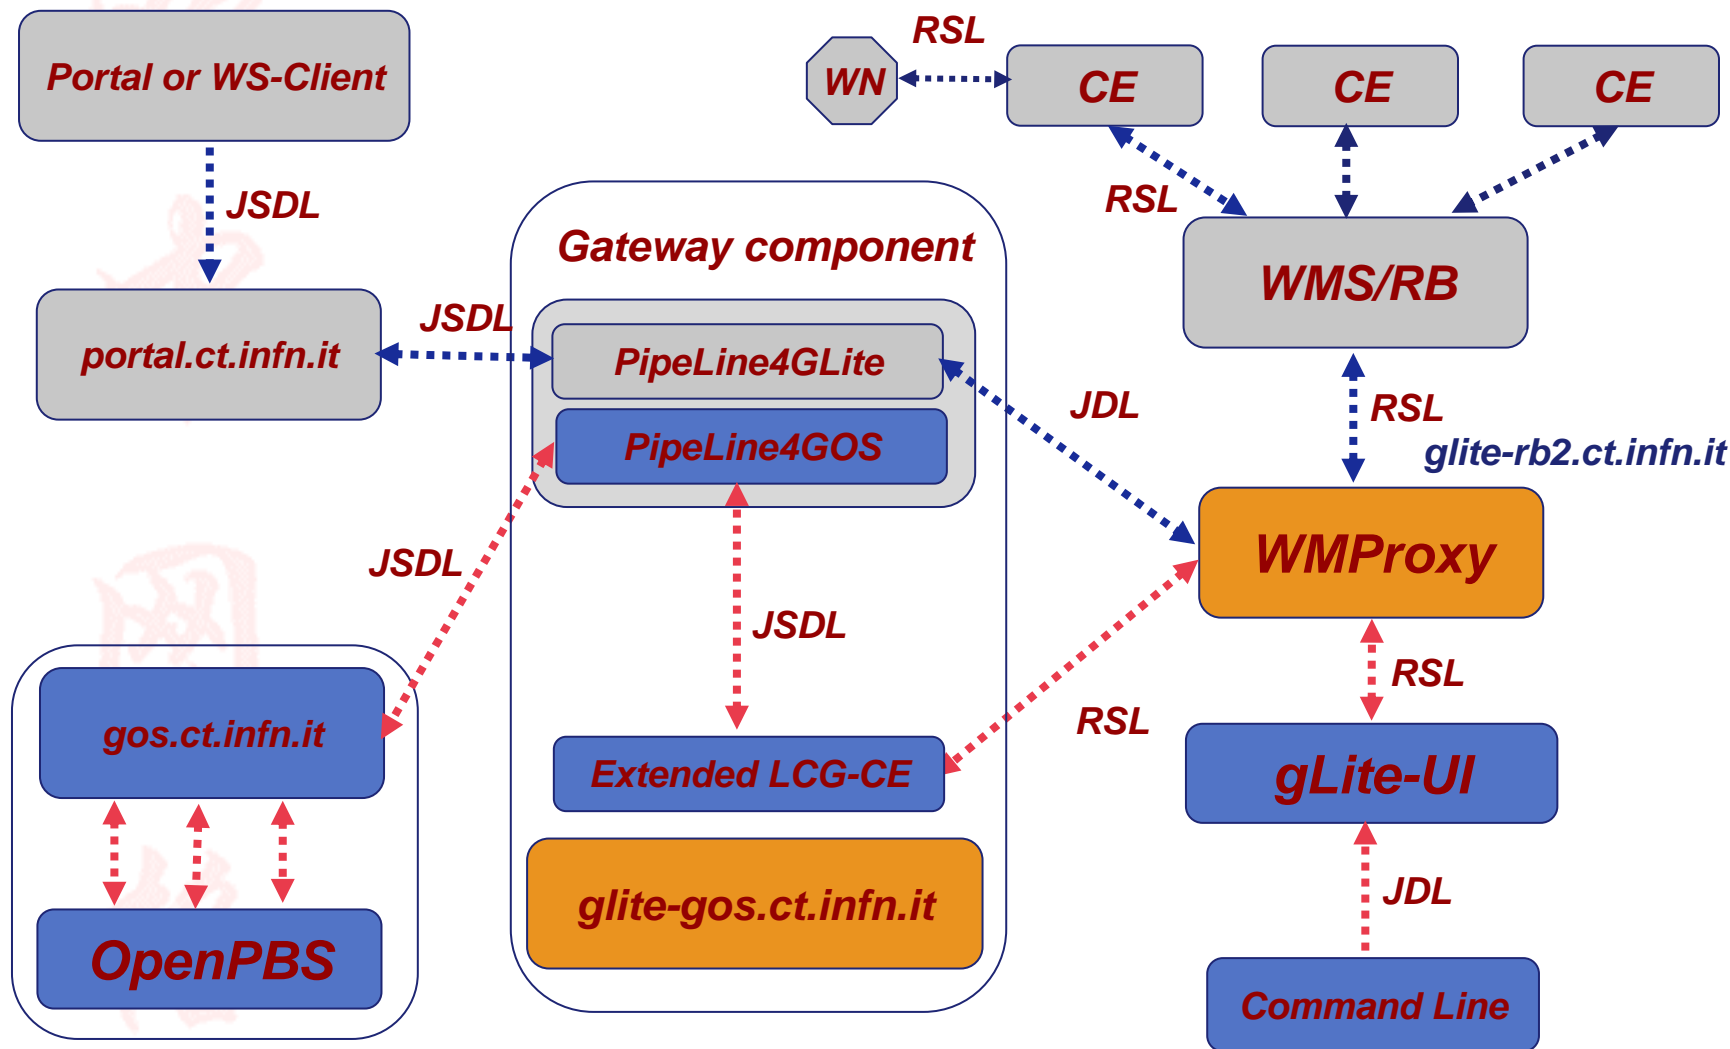 Portal or WS-Client
JSDL
portal.ct.infn.it
JSDL
Gateway component
PipeLine4GLite
PipeLine4GOS
JSDL
JSDL
gos.ct.infn.it
OpenPBS
Extended LCG-CE
glite-gos.ct.infn.it
WN
RSL
CE
CE
CE
RSL
WMS/RB
RSL
glite-rb2.ct.infn.it
JDL
WMProxy
RSL
RSL
gLite-UI
JDL
Command Line